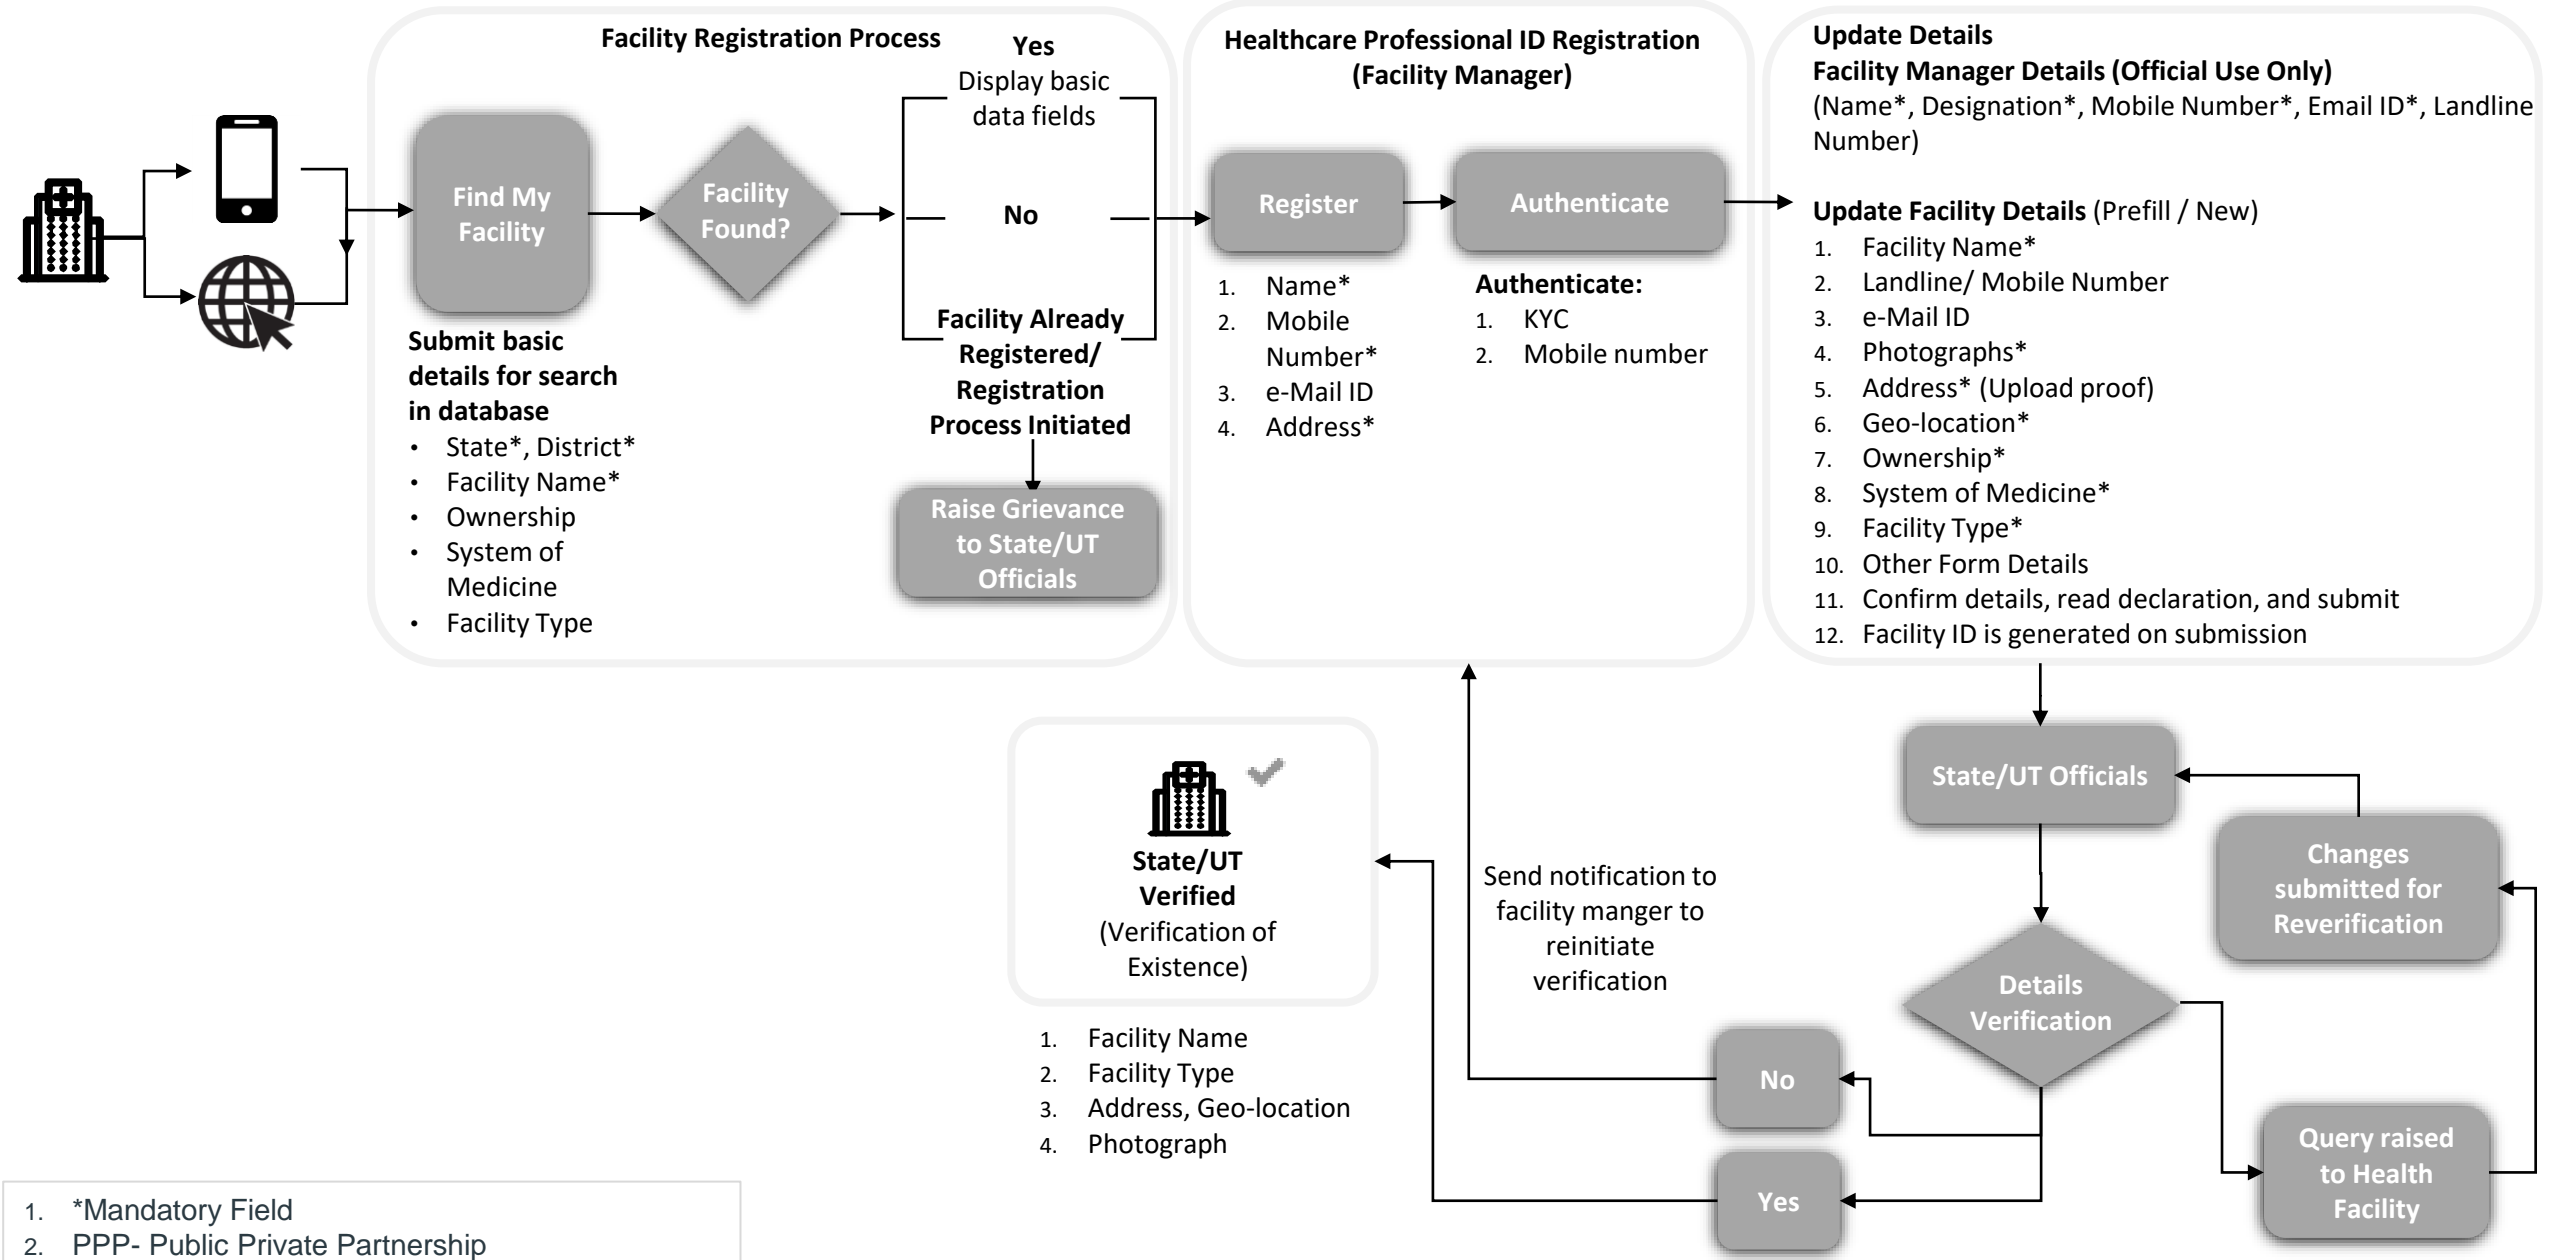 Facility Registration Process
Find My
Facility
Submit basic
details for search
in database
• State*, District*
• Facility Name*
• Ownership
• System of
Medicine
• Facility Type
Facility
Found?
Yes
Display basic
data fields
No
Facility Already
Registered/
Registration
Process Initiated
Raise Grievance
to State/UT
Officials
Healthcare Professional ID Registration
(Facility Manager)
Register
1. Name*
2. Mobile
Number*
3. e-Mail ID
4. Address*
Authenticate
Authenticate:
1. KYC
2. Mobile number
Update Details
Facility Manager Details (Official Use Only)
(Name*, Designation*, Mobile Number*, Email ID*, Landline
Number)
Update Facility Details (Prefill / New)
1. Facility Name*
2. Landline/ Mobile Number
3. e-Mail ID
4. Photographs*
5. Address* (Upload proof)
6. Geo-location*
7. Ownership*
8. System of Medicine*
9. Facility Type*
10. Other Form Details
11. Confirm details, read declaration, and submit
12. Facility ID is generated on submission
State/UT Officials
Changes
submitted for
Reverification
Details
Verification
Query raised
to Health
Facility
No
Yes
Send notification to
facility manger to
reinitiate
verification
State/UT
Verified
(Verification of
Existence)
1. Facility Name
2. Facility Type
3. Address, Geo-location
4. Photograph
1. *Mandatory Field
2. PPP- Public Private Partnership